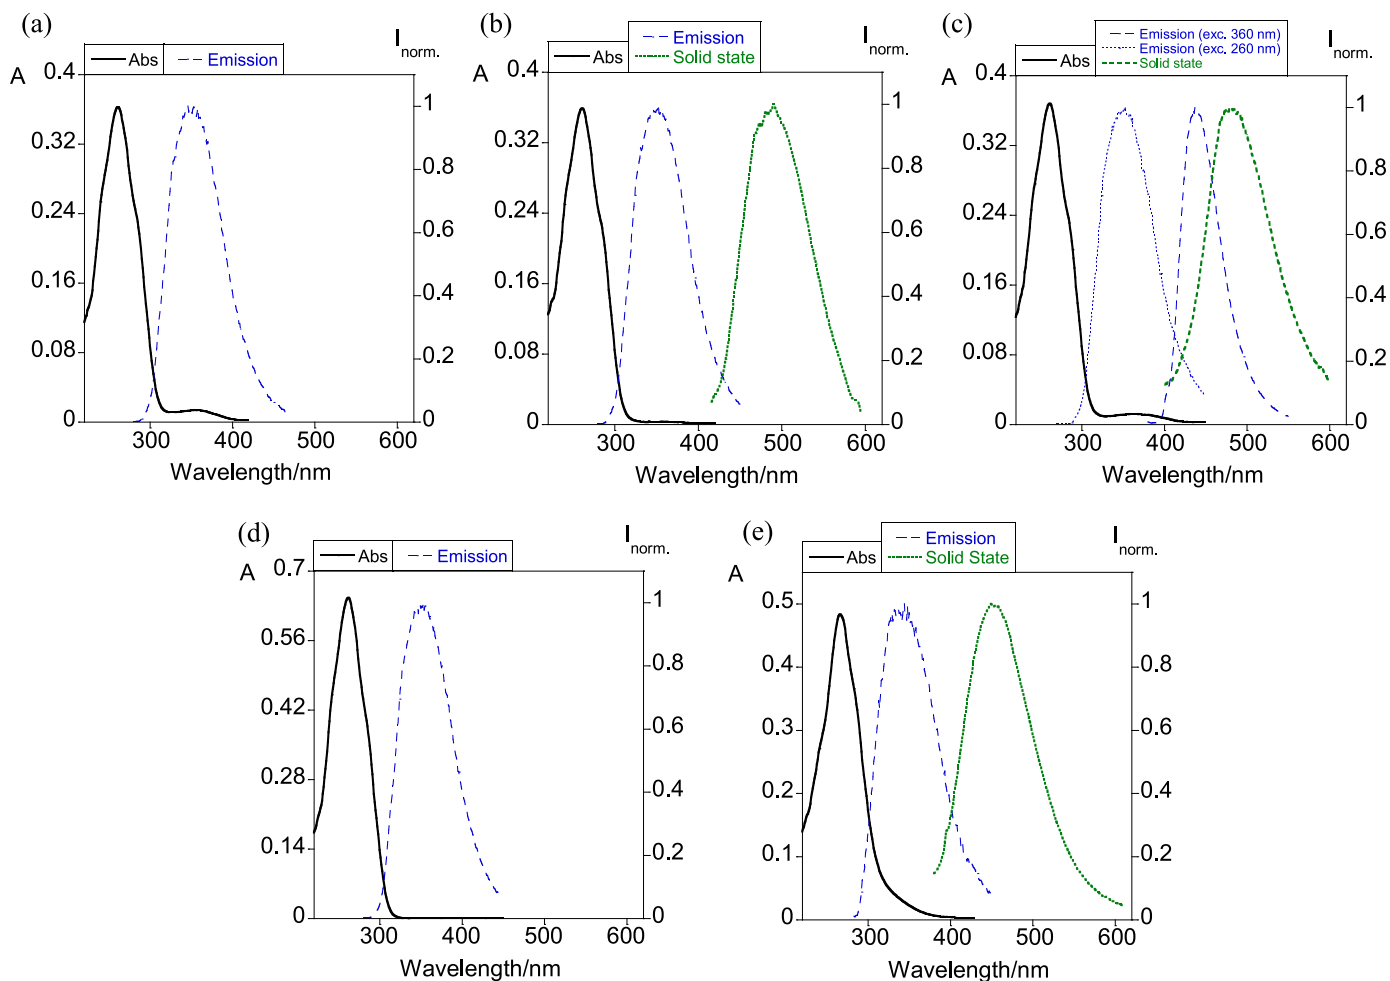 (a)
Abs
Emission
I norm.
A
0.4
0.32
0.24
0.16
0.08
0
1
0.8
0.6
0.4
0.2
0
300
400
500
600
Wavelength/nm
(b)
Abs
Emission
Solid state
I norm.
A
0.4
0.32
0.24
0.16
0.08
0
1
0.8
0.6
0.4
0.2
0
300
400
500
600
Wavelength/nm
(c)
Abs
Emission (exc. 360 nm)
Emission (exc. 260 nm)
Solid state
I norm.
A
0.4
0.32
0.24
0.16
0.08
0
1
0.8
0.6
0.4
0.2
0
300
400
500
600
Wavelength/nm
(d)
Abs
Emission
I norm.
A
0.7
0.56
0.42
0.28
0.14
0
1
0.8
0.6
0.4
0.2
0
300
400
500
600
Wavelength/nm
(e)
Abs
Emission
Solid State
I norm.
A
0.5
0.4
0.3
0.2
0.1
0
1
0.8
0.6
0.4
0.2
0
300
400
500
600
Wavelength/nm